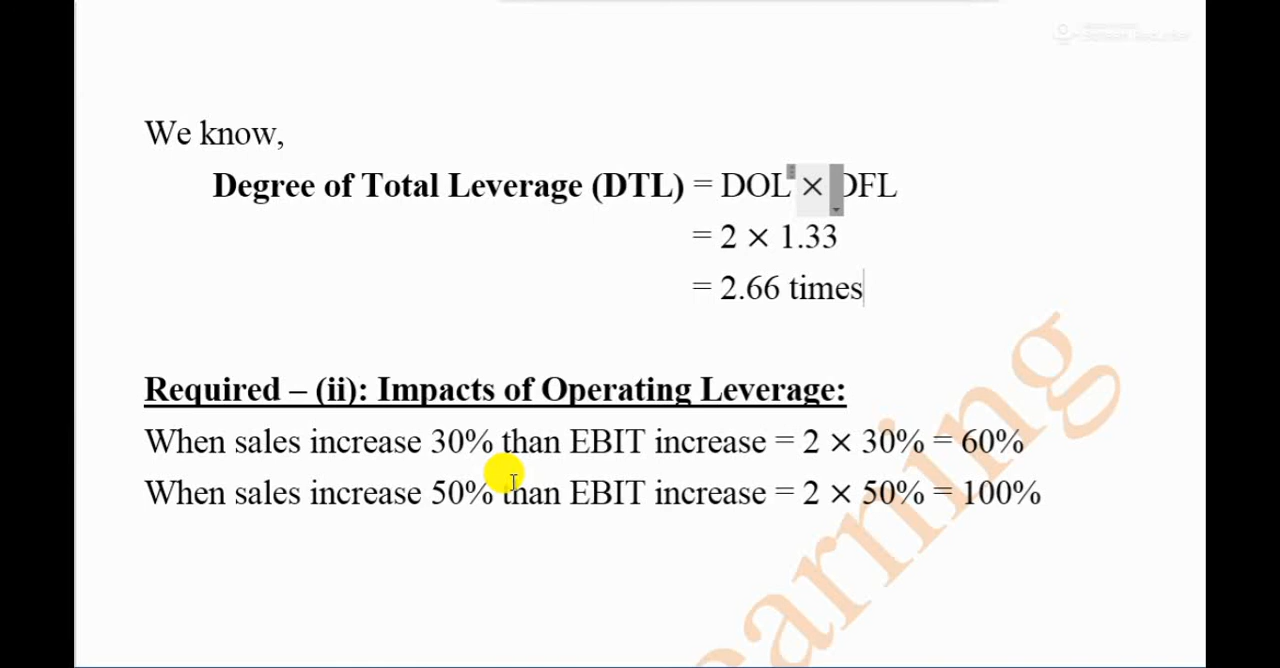 We know,
Degree of Total Leverage (DTL) = DOL × DFL
= 2 × 1.33
= 2.66 times
Required – (ii): Impacts of Operating Leverage:
When sales increase 30% than EBIT increase = 2 × 30% = 60%
When sales increase 50% than EBIT increase = 2 × 50% = 100%
earning